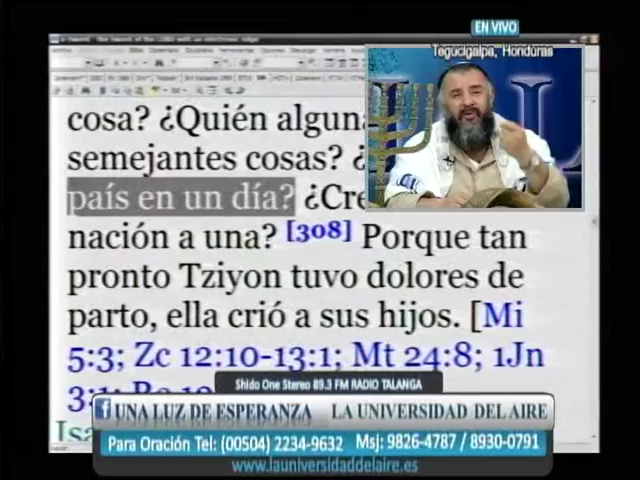 EN VIVO
Tegucigalpa, Honduras
cosa? ¿Quién alguna
semejantes cosas? ¿
país en un día? ¿Cre
nación a una? [308] Porque tan
pronto Tziyon tuvo dolores de
parto, ella crió a sus hijos. [Mi
5:3; Zc 12:10-13:1; Mt 24:8; 1Jn
Shido One Stereo 89.3 FM RADIO TALANGA
UNA LUZ DE ESPERANZA LA UNIVERSIDAD DEL AIRE
Para Oración Tel: (00504) 2234-9632 Msj: 9826-4787 / 8930-0791
www.launiversidaddelaire.es